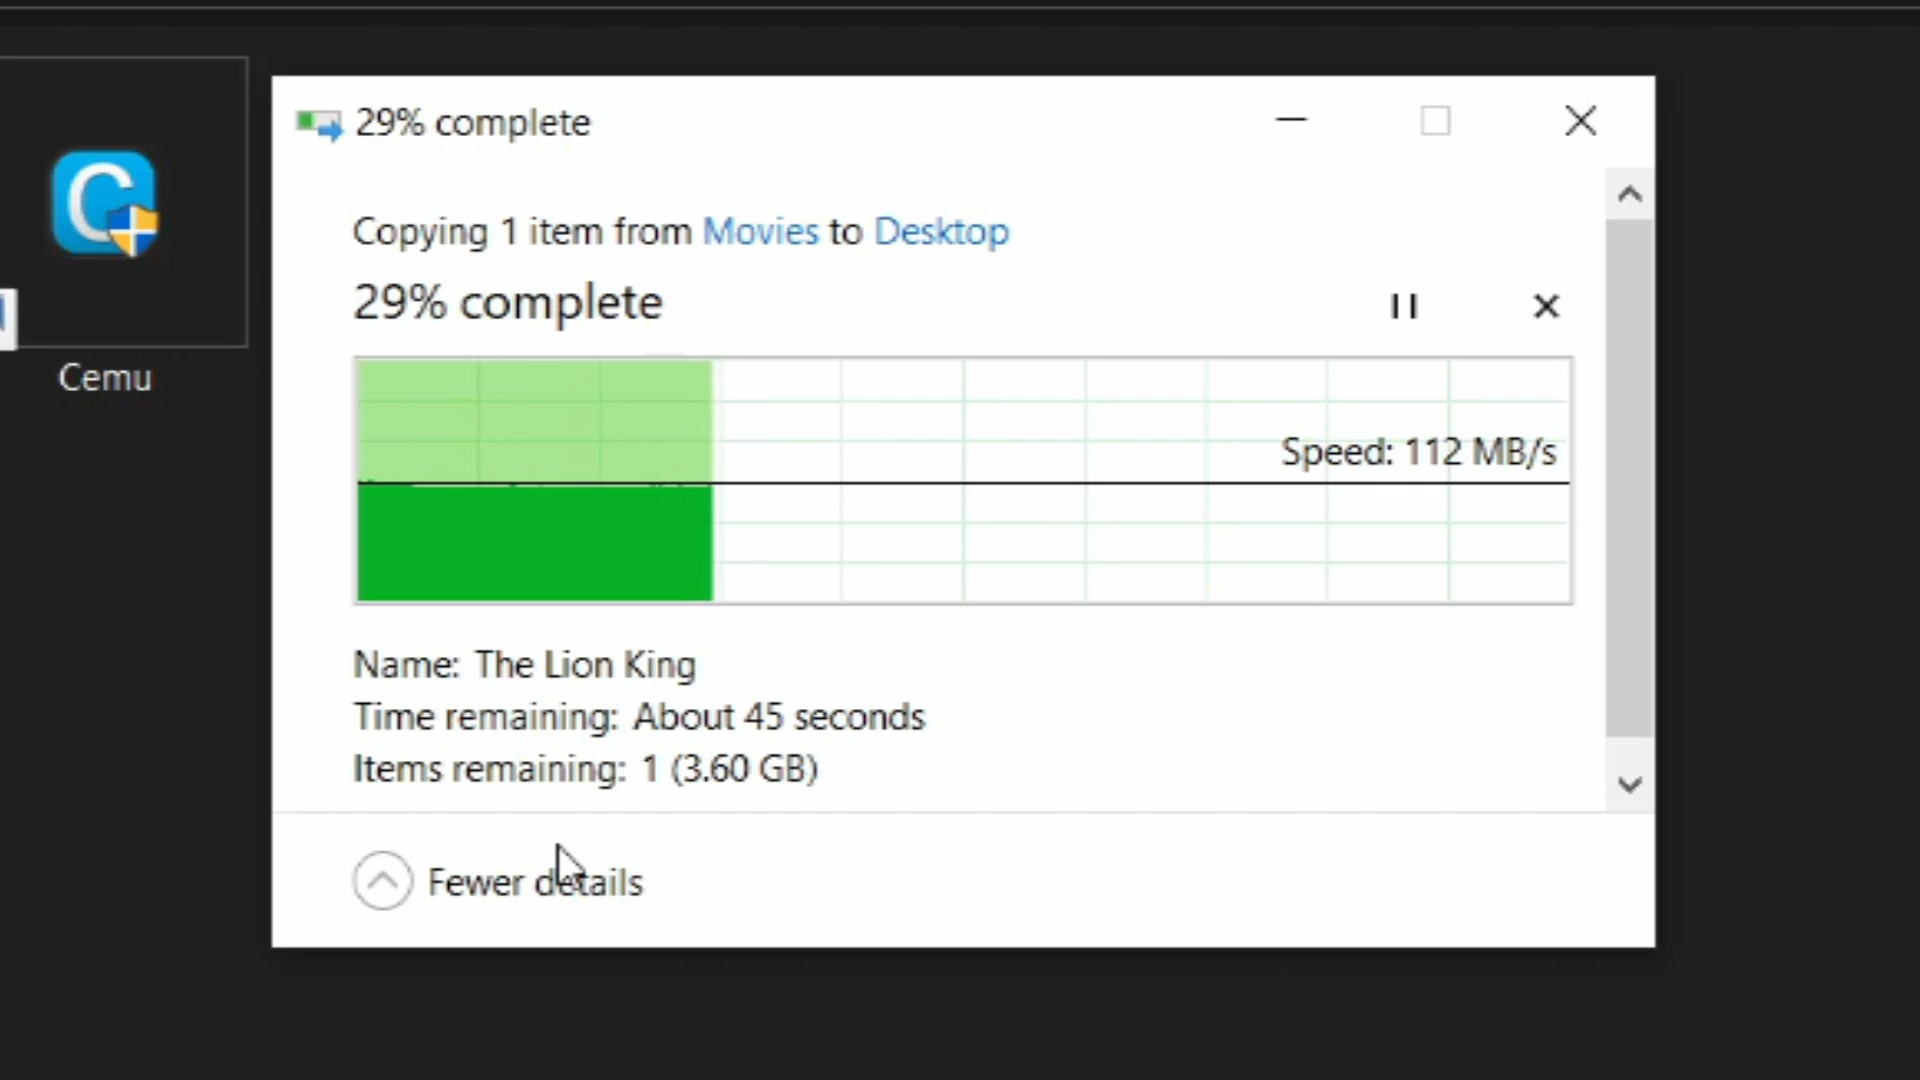 29% complete
Copying 1 item from Movies to Desktop
29% complete
Speed: 112 MB/s
Name: The Lion King
Time remaining: About 45 seconds
Items remaining: 1 (3.60 GB)
Fewer details
Cemu